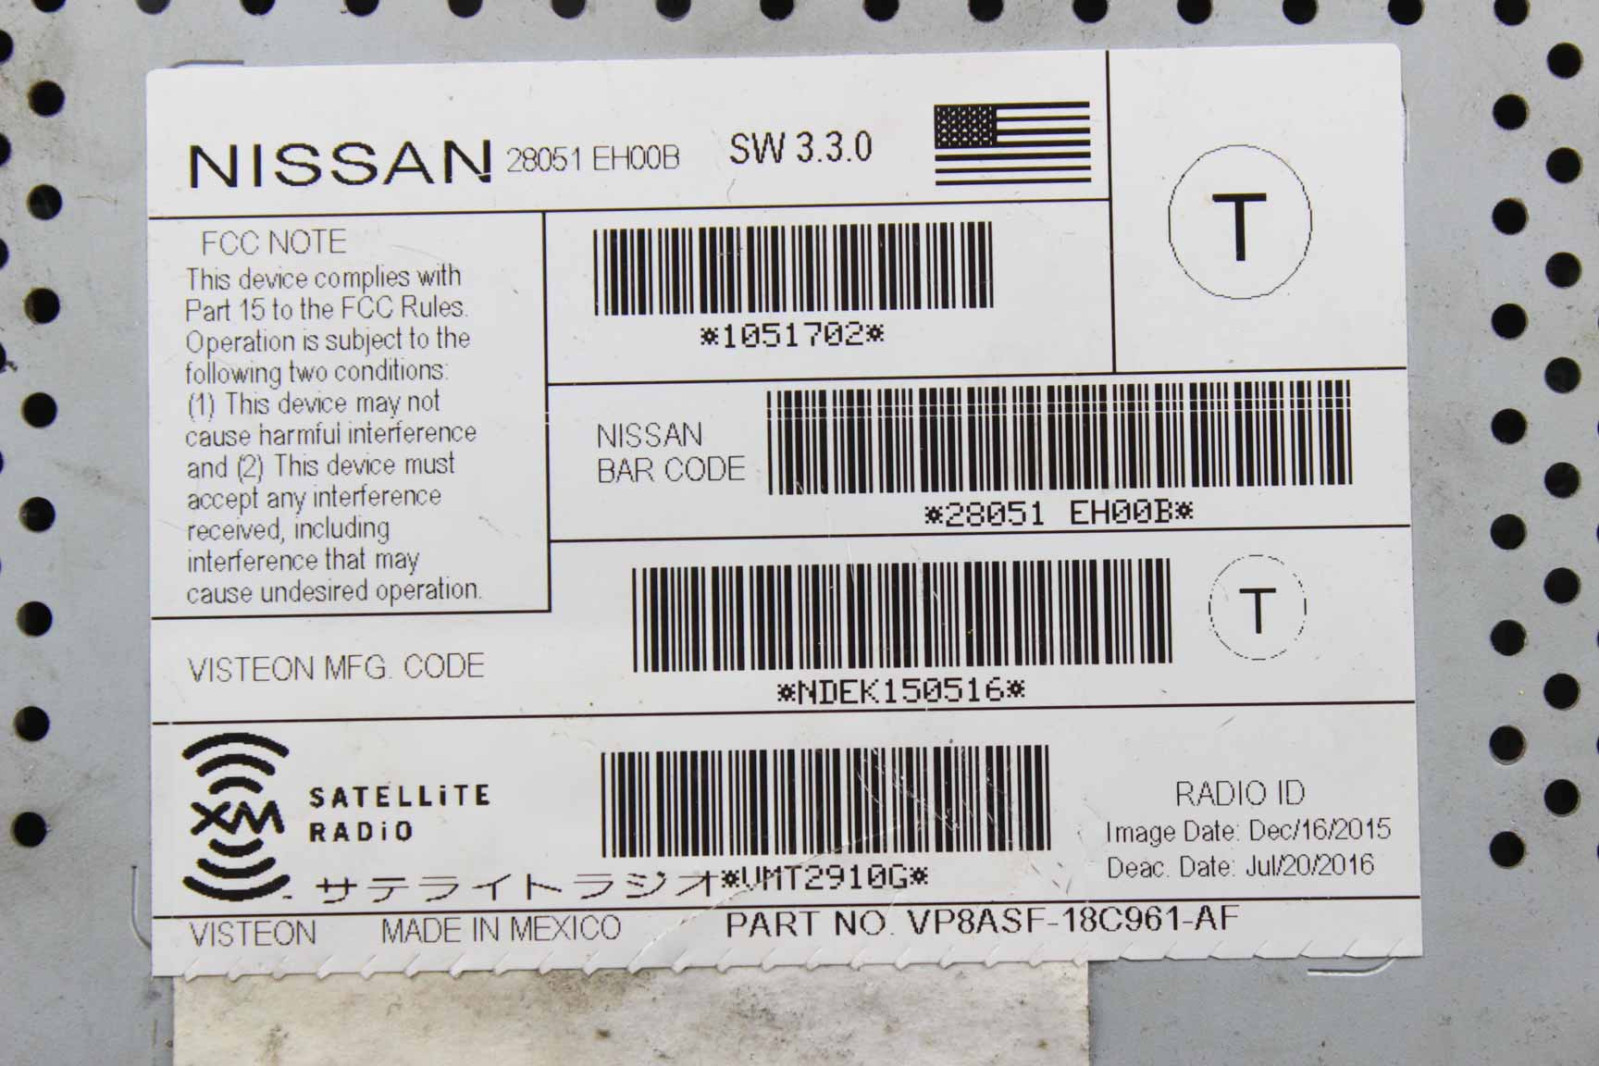 NISSAN 28051 EH00B SW 3.3.0
T
FCC NOTE
This device complies with
Part 15 to the FCC Rules.
Operation is subject to the
following two conditions:
(1) This device may not
cause harmful interference
and (2) This device must
accept any interference
received, including
interference that may
cause undesired operation.
*1051702*
NISSAN
BAR CODE
*28051 EH00B*
VISTEON MFG. CODE
*NDEK150516*
T
XM SATELLiTE
RADiO
サテライトラジオ
*VMT2910G*
RADIO ID
Image Date: Dec/16/2015
Deac. Date: Jul/20/2016
VISTEON MADE IN MEXICO PART NO. VP8ASF-18C961-AF